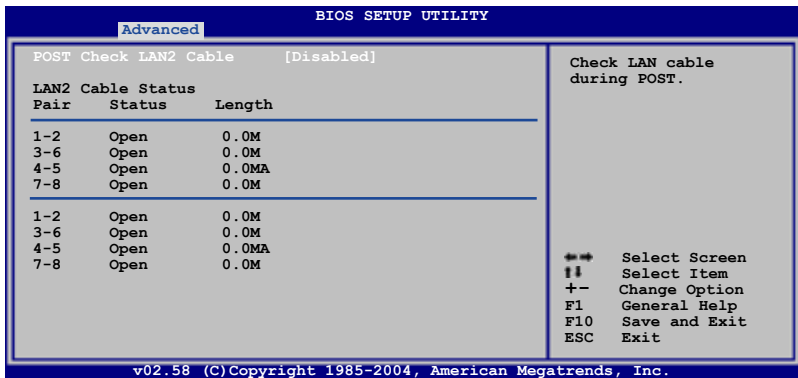 BIOS SETUP UTILITY
Advanced
POST Check LAN2 Cable [Disabled]
LAN2 Cable Status
Pair Status Length
1-2 Open 0.0M
3-6 Open 0.0M
4-5 Open 0.0MA
7-8 Open 0.0M
1-2 Open 0.0M
3-6 Open 0.0M
4-5 Open 0.0MA
7-8 Open 0.0M
Check LAN cable
during POST.
←→ Select Screen
↑↓ Select Item
+- Change Option
F1 General Help
F10 Save and Exit
ESC Exit
v02.58 (C)Copyright 1985-2004, American Megatrends, Inc.